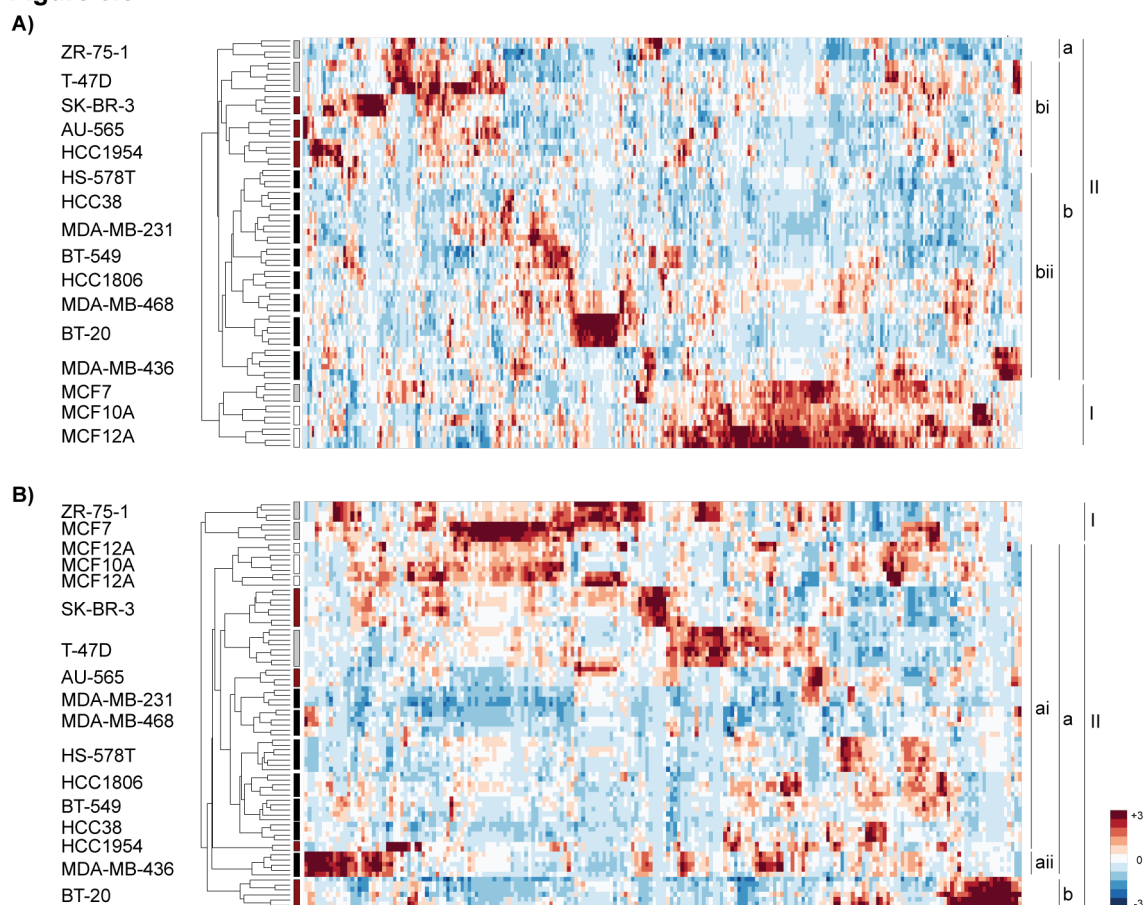 A)
ZR-75-1
T-47D
SK-BR-3
AU-565
HCC1954
HS-578T
HCC38
MDA-MB-231
BT-549
HCC1806
MDA-MB-468
BT-20
MDA-MB-436
MCF7
MCF10A
MCF12A
a
bi
b
bii
II
I
B)
ZR-75-1
MCF7
MCF12A
MCF10A
MCF12A
SK-BR-3
T-47D
AU-565
MDA-MB-231
MDA-MB-468
HS-578T
HCC1806
BT-549
HCC38
HCC1954
MDA-MB-436
BT-20
I
ai
a
II
aii
b
+3
0
-3